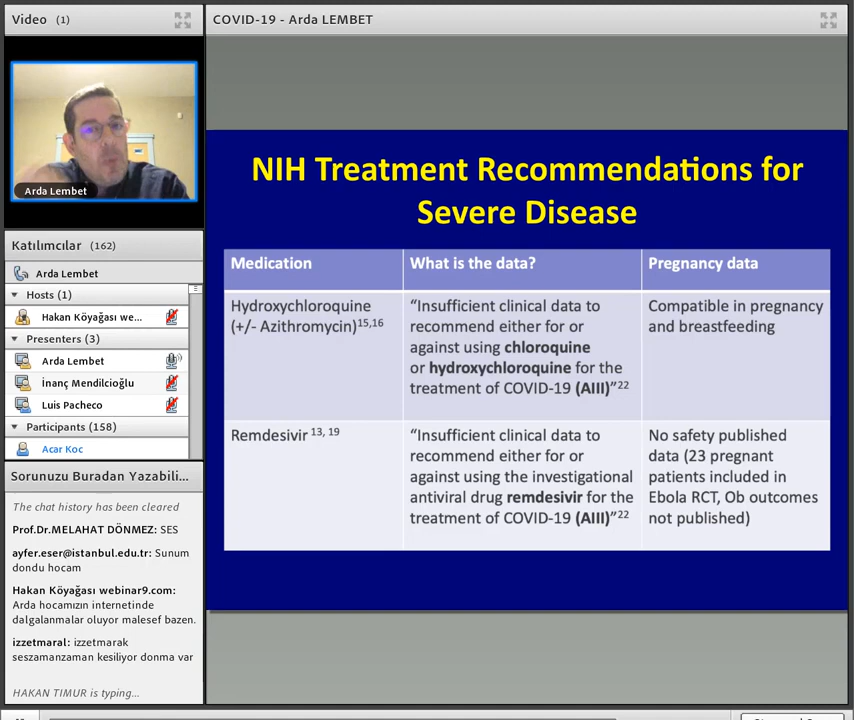 Video (1)
Arda Lembet
Katılımcılar (162)
Arda Lembet
Hosts (1)
Hakan Köyağası we...
Presenters (3)
Arda Lembet
İnanç Mendilcioğlu
Luis Pacheco
Participants (158)
Acar Koc
Sorunuzu Buradan Yazabili...
The chat history has been cleared
Prof.Dr.MELAHAT DÖNMEZ: SES
ayfer.eser@istanbul.edu.tr: Sunum
dondu hocam
Hakan Köyağası webinar9.com:
Arda hocamızın internetinde
dalgalanmalar oluyor malesef bazen.
izzetmaral: izzetmarak
seszamanzaman kesiliyor donma var
HAKAN TIMUR is typing...
COVID-19 - Arda LEMBET
NIH Treatment Recommendations for
Severe Disease
Medication
What is the data?
Pregnancy data
Hydroxychloroquine
(+/- Azithromycin)15,16
"Insufficient clinical data to
recommend either for or
against using chloroquine
or hydroxychloroquine for the
treatment of COVID-19 (AIII)"22
Compatible in pregnancy
and breastfeeding
Remdesivir 13, 19
"Insufficient clinical data to
recommend either for or
against using the investigational
antiviral drug remdesivir for the
treatment of COVID-19 (AIII)"22
No safety published
data (23 pregnant
patients included in
Ebola RCT, Ob outcomes
not published)